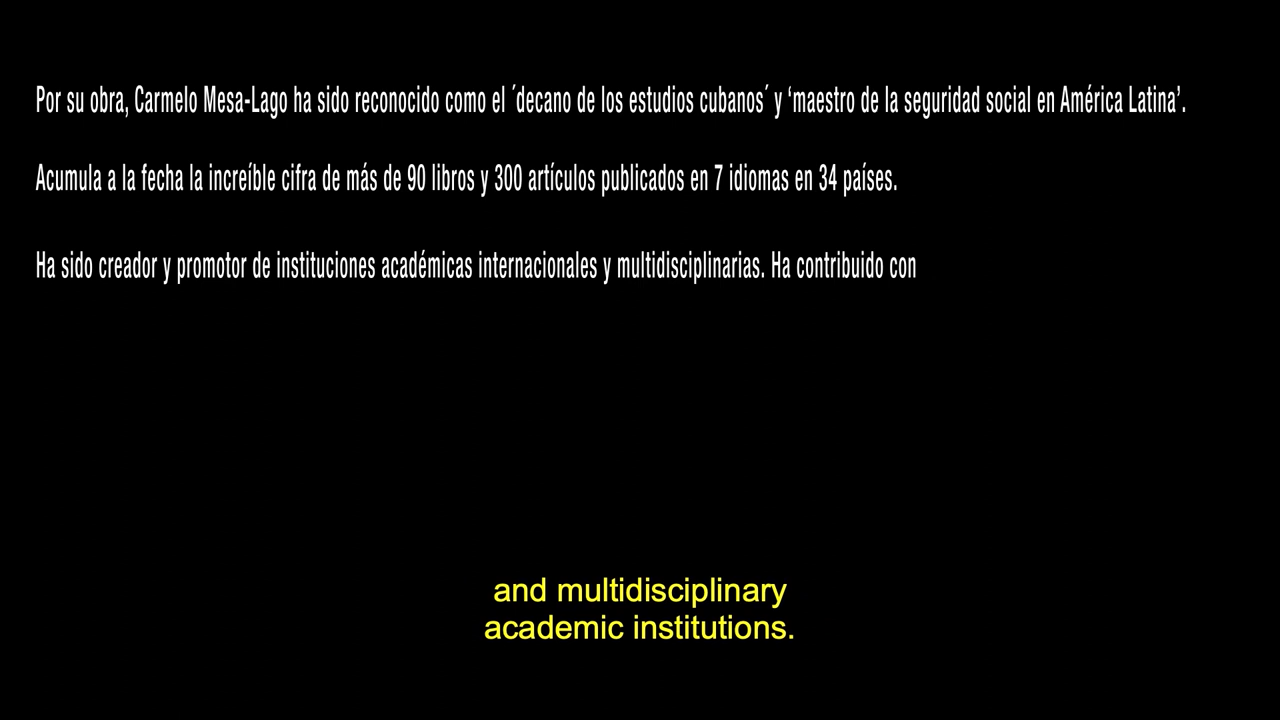 Por su obra, Carmelo Mesa-Lago ha sido reconocido como el ´decano de los estudios cubanos´ y ‘maestro de la seguridad social en América Latina’.
Acumula a la fecha la increíble cifra de más de 90 libros y 300 artículos publicados en 7 idiomas en 34 países.
Ha sido creador y promotor de instituciones académicas internacionales y multidisciplinarias. Ha contribuido con
and multidisciplinary
academic institutions.